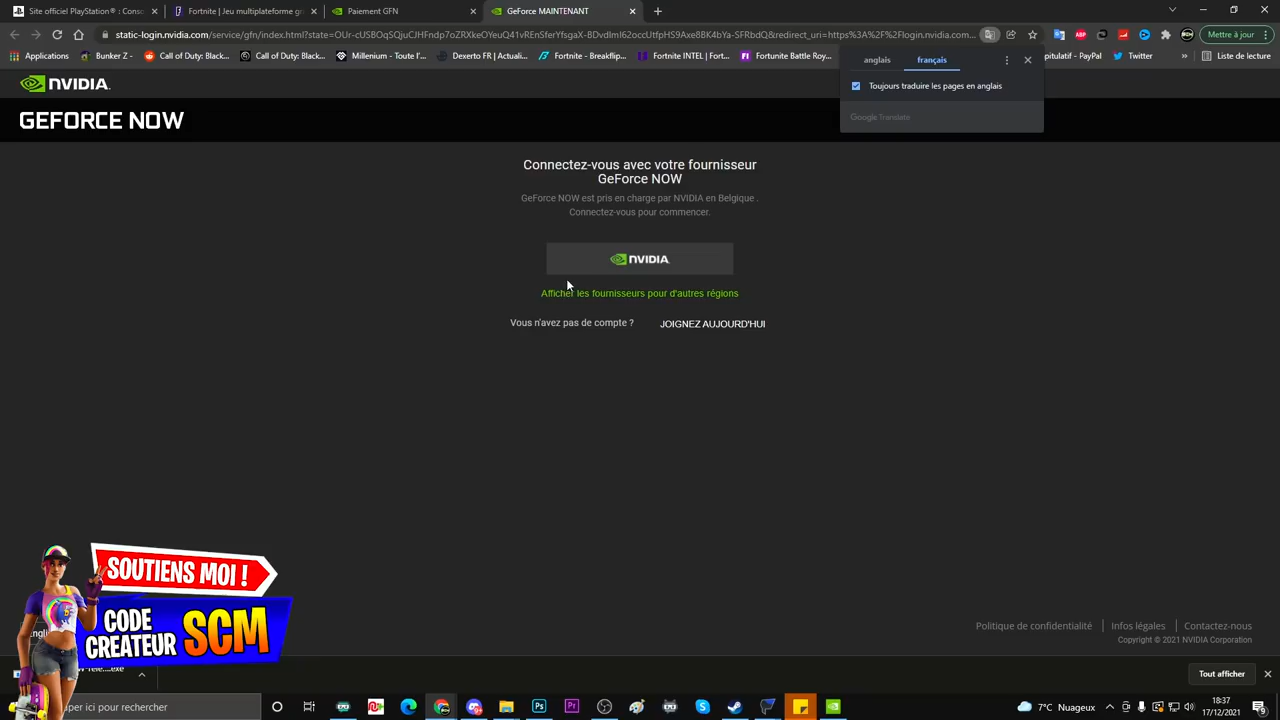 Site officiel PlayStation® : Conso
Fortnite | Jeu multiplateforme gr
Paiement GFN
GeForce MAINTENANT
static-login.nvidia.com/service/gfn/index.html?state=OUr-cUSBOqSQjuCJHFndp7oZRXkeOYeuQ41vREnSferYfsgaX-BDvdImI62occUtfpHS9Axe8BK4b-SFRbdQ&redirect_uri=https%3A%2F%2Flogin.nvidia.com...
Mettre à jour
Applications
Bunker Z -
Call of Duty: Black...
Call of Duty: Black...
Millenium - Toute l'...
Dexerto FR | Actuali...
Fortnite - Breakflip...
Fortunite INTEL | Fort...
Fortunite Battle Roy...
apitulatif - PayPal
Twitter
»
Liste de lecture
anglais
français
Toujours traduire les pages en anglais
Google Translate
NVIDIA.
GEFORCE NOW
Connectez-vous avec votre fournisseur
GeForce NOW
GeForce NOW est pris en charge par NVIDIA en Belgique .
Connectez-vous pour commencer.
NVIDIA.
Afficher les fournisseurs pour d'autres régions
Vous n'avez pas de compte ?
JOIGNEZ AUJOURD'HUI
SOUTIENS MOI !
CODE
CREATEUR
SCM
Politique de confidentialité
Infos légales
Contactez-nous
Copyright © 2021 NVIDIA Corporation
Tout afficher
aper ici pour rechercher
7°C Nuageux
18:37
17/12/2021